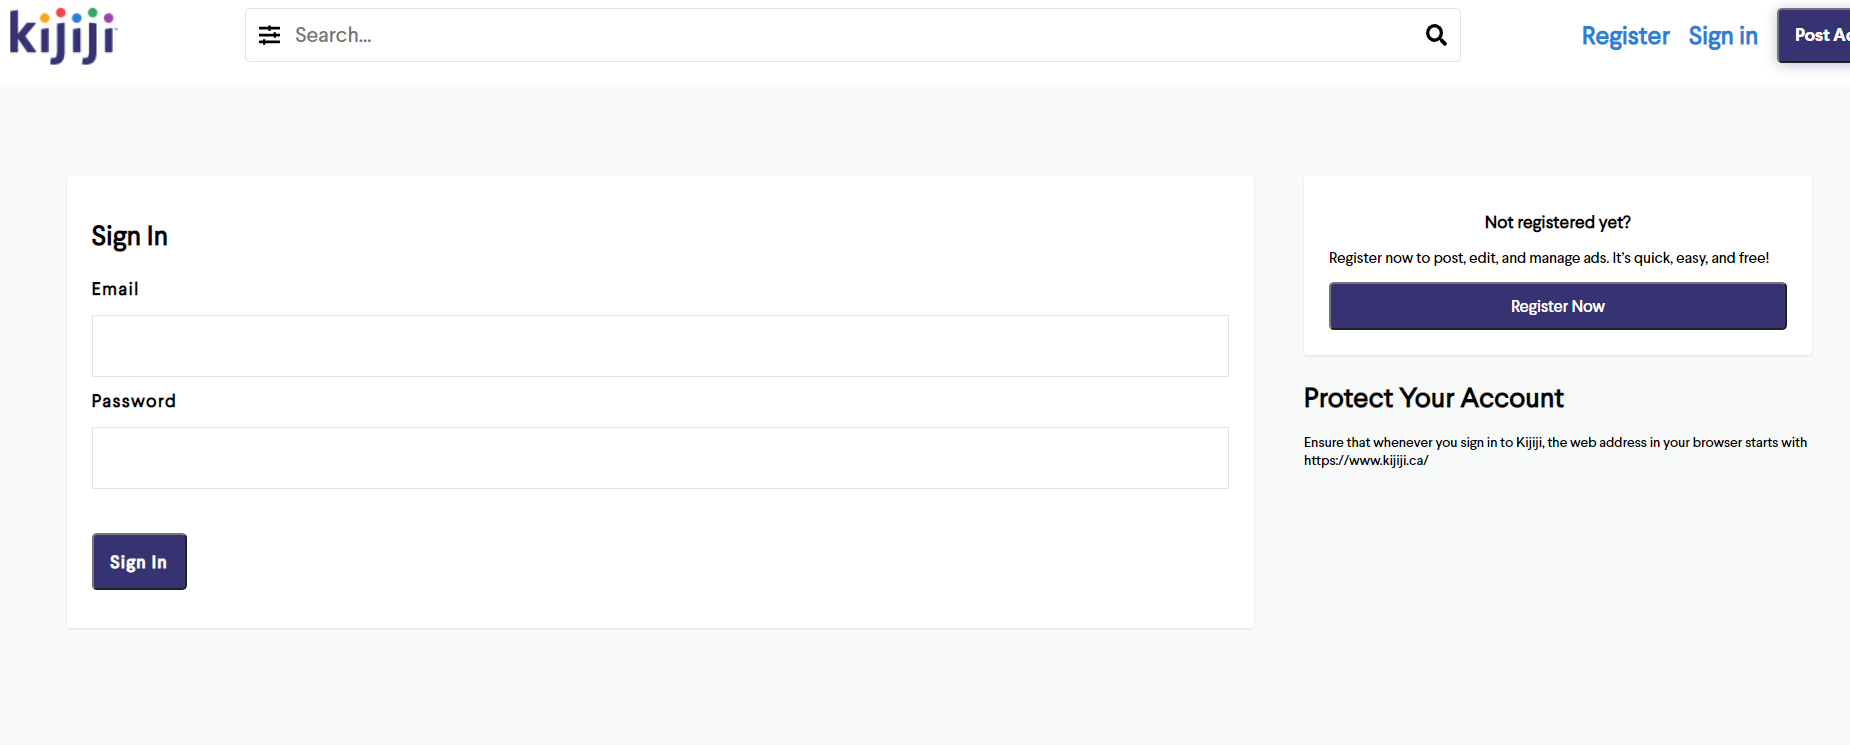 kijiji
Search...
Register
Sign in
Post Ad
Sign In
Email
Password
Sign In
Not registered yet?
Register now to post, edit, and manage ads. It's quick, easy, and free!
Register Now
Protect Your Account
Ensure that whenever you sign in to Kijiji, the web address in your browser starts with
https://www.kijiji.ca/